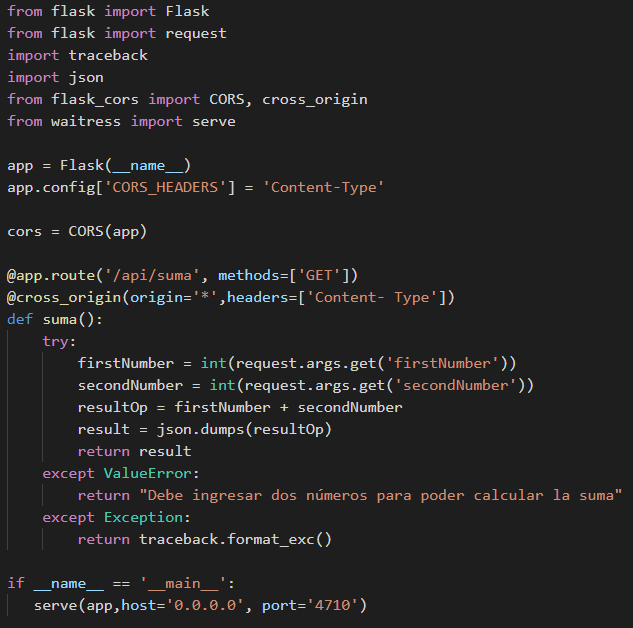 from flask import Flask
from flask import request
import traceback
import json
from flask_cors import CORS, cross_origin
from waitress import serve

app = Flask(__name__)
app.config['CORS_HEADERS'] = 'Content-Type'

cors = CORS(app)

@app.route('/api/suma', methods=['GET'])
@cross_origin(origin='*',headers=['Content- Type'])
def suma():
    try:
        firstNumber = int(request.args.get('firstNumber'))
        secondNumber = int(request.args.get('secondNumber'))
        resultOp = firstNumber + secondNumber
        result = json.dumps(resultOp)
        return result
    except ValueError:
        return "Debe ingresar dos números para poder calcular la suma"
    except Exception:
        return traceback.format_exc()

if __name__ == '__main__':
   serve(app,host='0.0.0.0', port='4710')